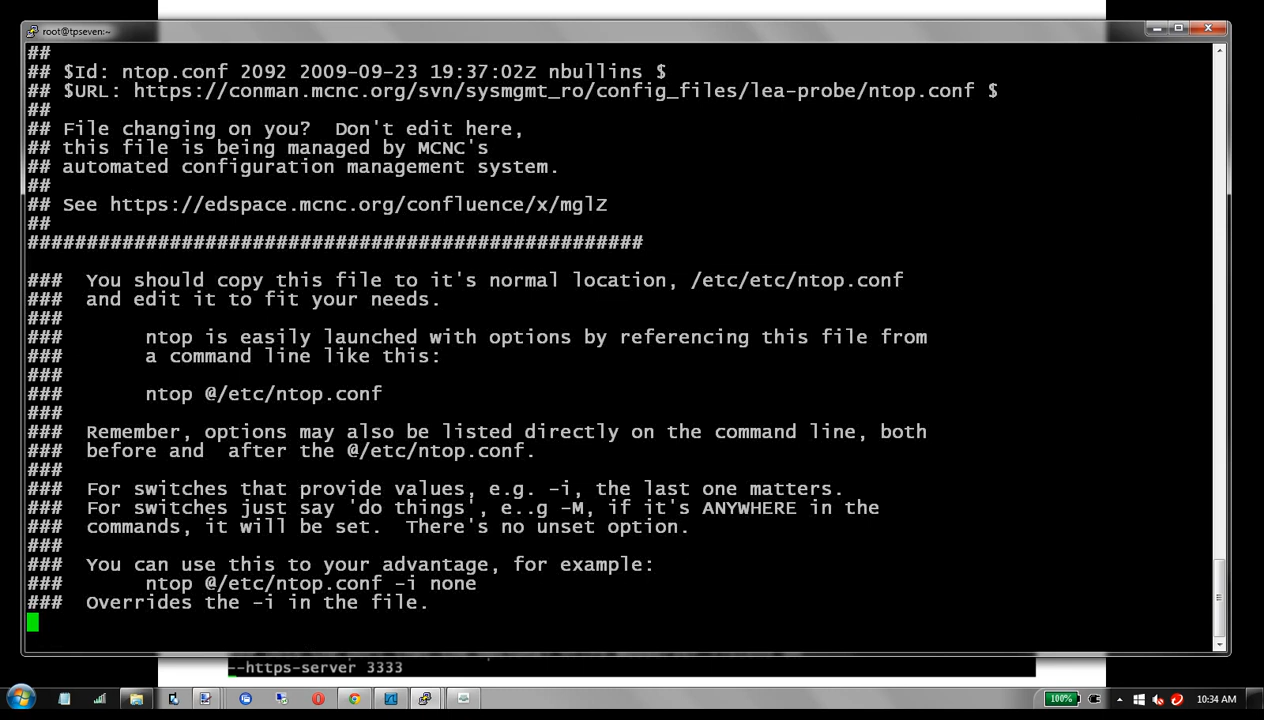 root@tpseven:~
##
## $Id: ntop.conf 2092 2009-09-23 19:37:02Z nbullins $
## $URL: https://conman.mcnc.org/svn/sysmgmt_ro/config_files/lea-probe/ntop.conf $
##
## File changing on you?  Don't edit here,
## this file is being managed by MCNC's
## automated configuration management system.
##
## See https://edspace.mcnc.org/confluence/x/mglZ
##
####################################################
###  You should copy this file to it's normal location, /etc/etc/ntop.conf
###  and edit it to fit your needs.
###
###       ntop is easily launched with options by referencing this file from
###       a command line like this:
###
###       ntop @/etc/ntop.conf
###
###  Remember, options may also be listed directly on the command line, both
###  before and  after the @/etc/ntop.conf.
###
###  For switches that provide values, e.g. -i, the last one matters.
###  For switches just say 'do things', e..g -M, if it's ANYWHERE in the
###  commands, it will be set.  There's no unset option.
###
###  You can use this to your advantage, for example:
###       ntop @/etc/ntop.conf -i none
###  Overrides the -i in the file.
--https-server 3333
100%
10:34 AM